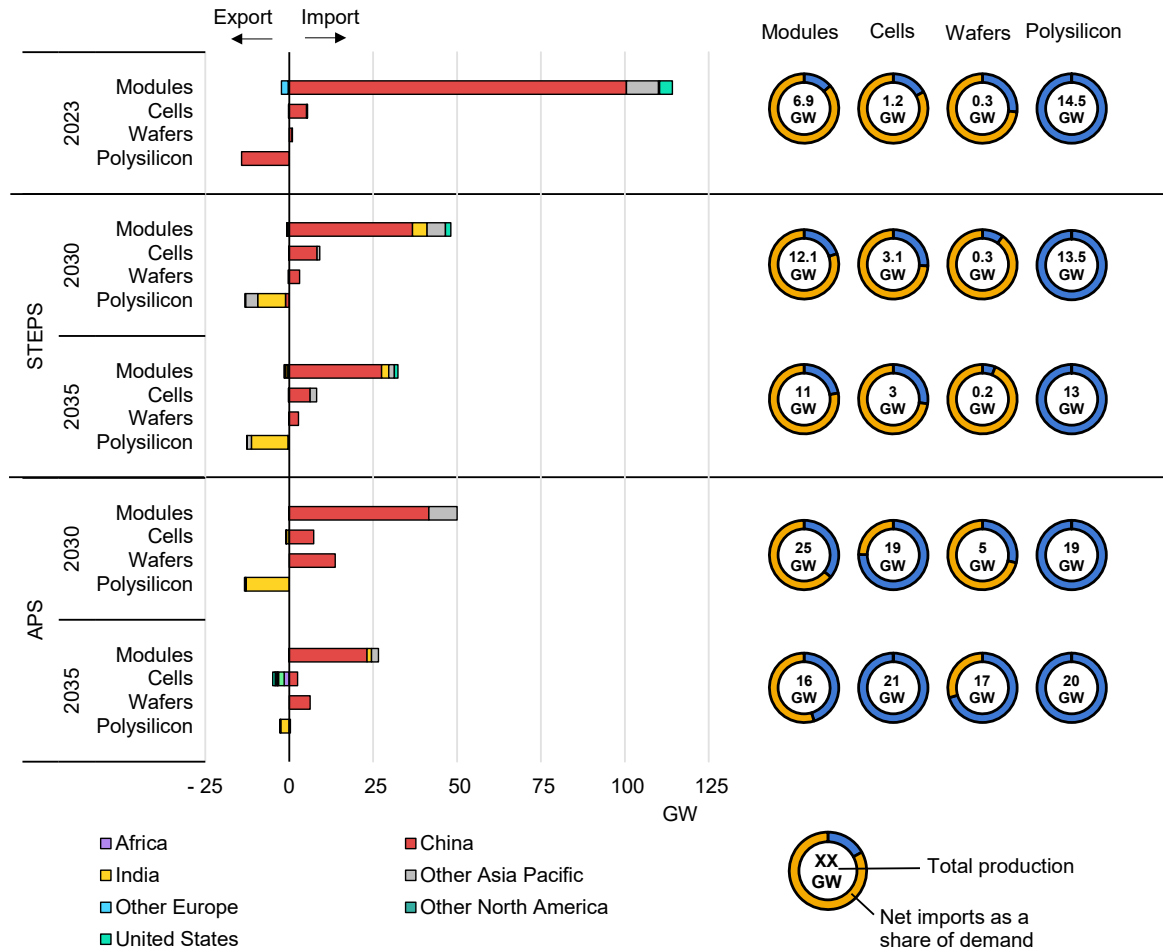 Export Import
Modules Cells Wafers Polysilicon
2023
Modules
Cells
Wafers
Polysilicon
6.9 GW
1.2 GW
0.3 GW
14.5 GW
STEPS
2030
Modules
Cells
Wafers
Polysilicon
12.1 GW
3.1 GW
0.3 GW
13.5 GW
2035
Modules
Cells
Wafers
Polysilicon
11 GW
3 GW
0.2 GW
13 GW
APS
2030
Modules
Cells
Wafers
Polysilicon
25 GW
19 GW
5 GW
19 GW
2035
Modules
Cells
Wafers
Polysilicon
16 GW
21 GW
17 GW
20 GW
- 25 0 25 50 75 100 125
GW
Africa
China
India
Other Asia Pacific
Other Europe
Other North America
United States
XX GW
Total production
Net imports as a
share of demand